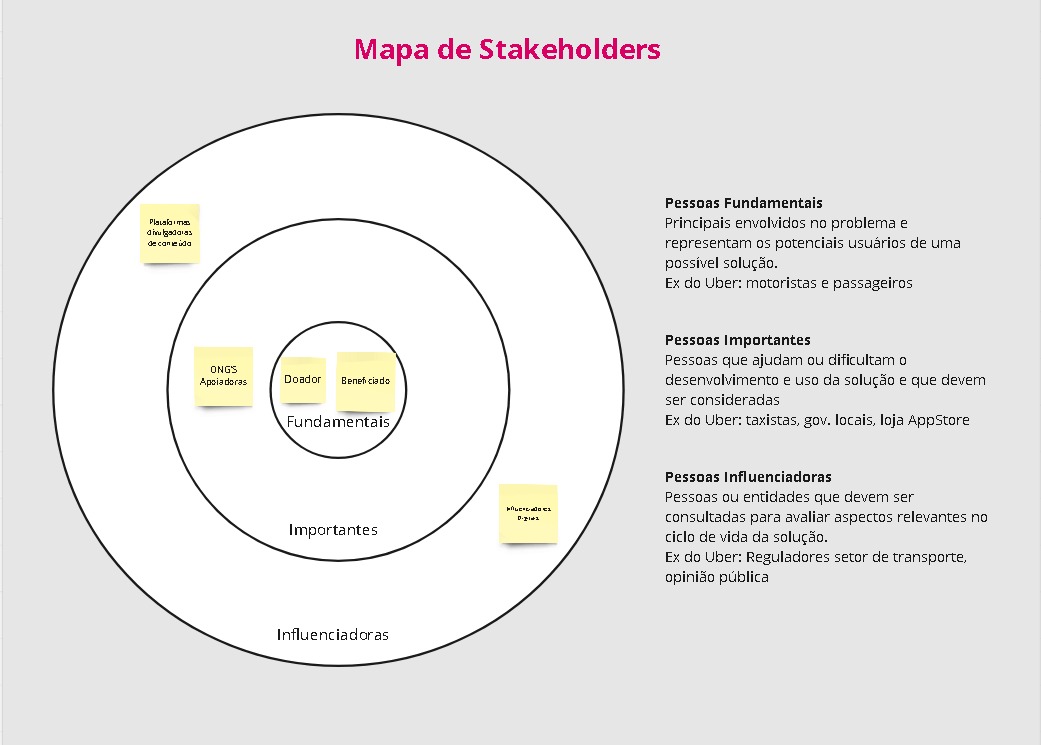 Mapa de Stakeholders
Plataformas
divulgadoras
de conteúdo
ONG'S
Apoiadoras
Doador
Beneficiado
Fundamentais
Importantes
Influenciadoras
Influenciadores
Digitais
Pessoas Fundamentais
Principais envolvidos no problema e
representam os potenciais usuários de uma
possível solução.
Ex do Uber: motoristas e passageiros
Pessoas Importantes
Pessoas que ajudam ou dificultam o
desenvolvimento e uso da solução e que devem
ser consideradas
Ex do Uber: taxistas, gov. locais, loja AppStore
Pessoas Influenciadoras
Pessoas ou entidades que devem ser
consultadas para avaliar aspectos relevantes no
ciclo de vida da solução.
Ex do Uber: Reguladores setor de transporte,
opinião pública